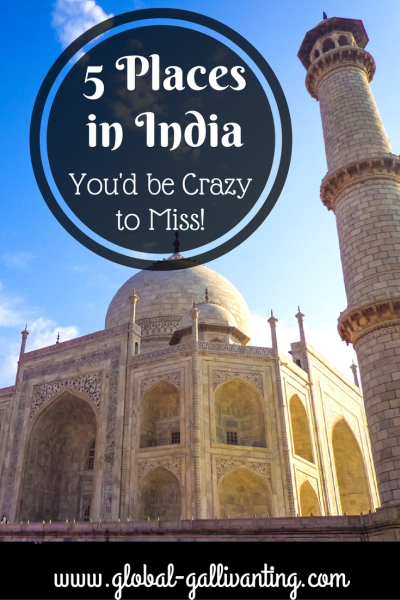 5 Places
in India
You'd be Crazy
to Miss!
www.global-gallivanting.com